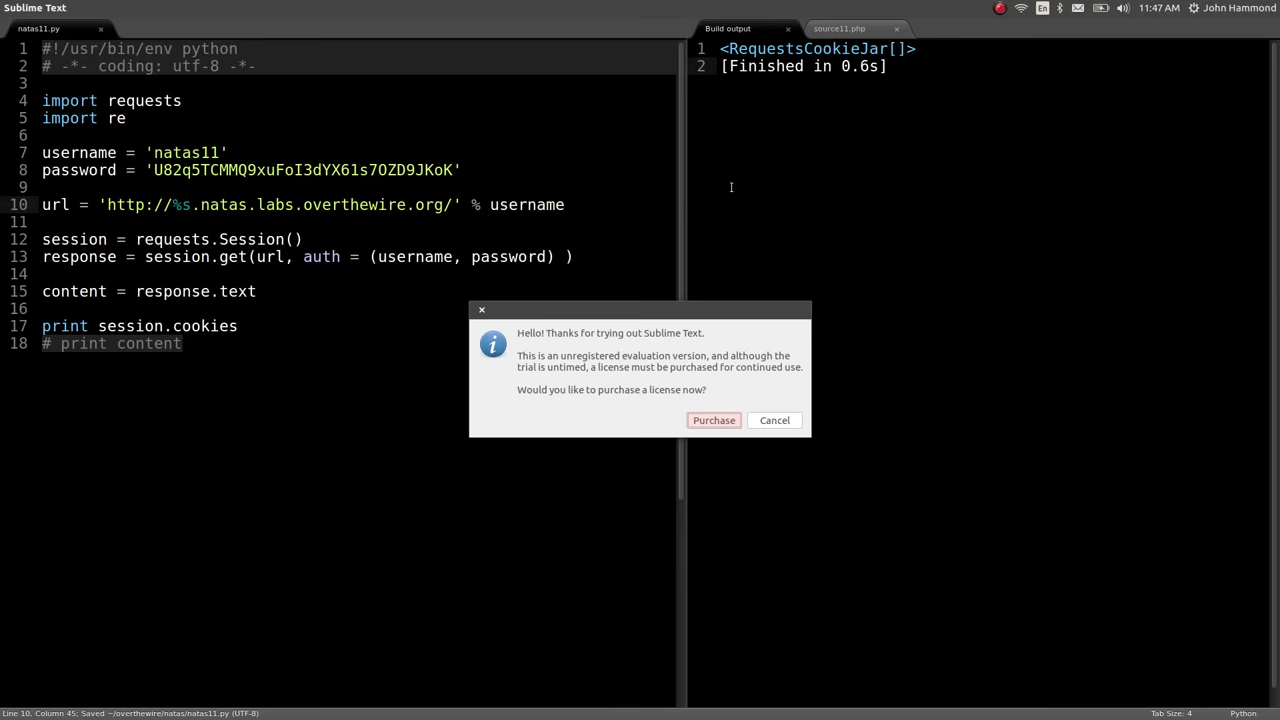 Sublime Text
En
11:47 AM
John Hammond
natas11.py
×
Build output
×
source11.php
×
1 #!/usr/bin/env python
2 # -*- coding: utf-8 -*-
3
4 import requests
5 import re
6
7 username = 'natas11'
8 password = 'U82q5TCMMQ9xuFoI3dYX61s7OZD9JKoK'
9
10 url = 'http://%s.natas.labs.overthewire.org/' % username
11
12 session = requests.Session()
13 response = session.get(url, auth = (username, password) )
14
15 content = response.text
16
17 print session.cookies
18 # print content
1 <RequestsCookieJar[]>
2 [Finished in 0.6s]
×
Hello! Thanks for trying out Sublime Text.
This is an unregistered evaluation version, and although the
trial is untimed, a license must be purchased for continued use.
Would you like to purchase a license now?
Purchase
Cancel
Line 10, Column 45; Saved ~/overthewire/natas/natas11.py (UTF-8)
Tab Size: 4
Python